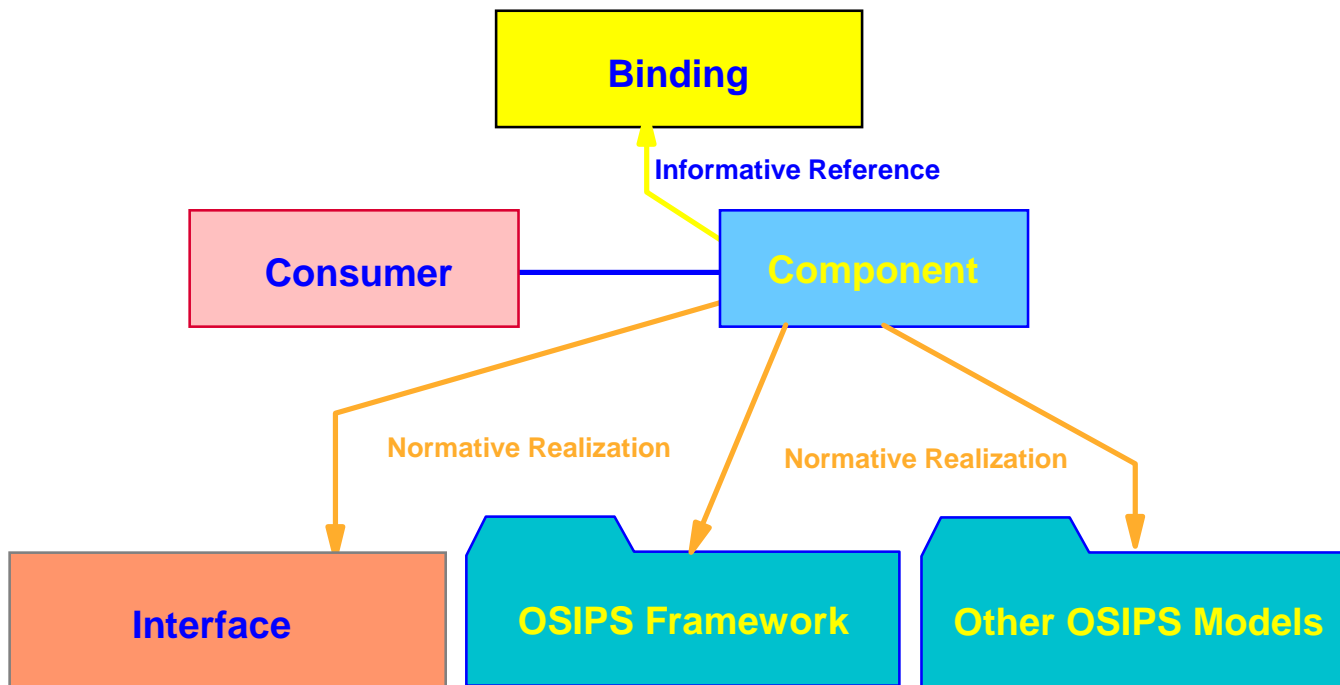 Binding
Informative Reference
Consumer
Component
Normative Realization
Normative Realization
Interface
OSIPS Framework
Other OSIPS Models